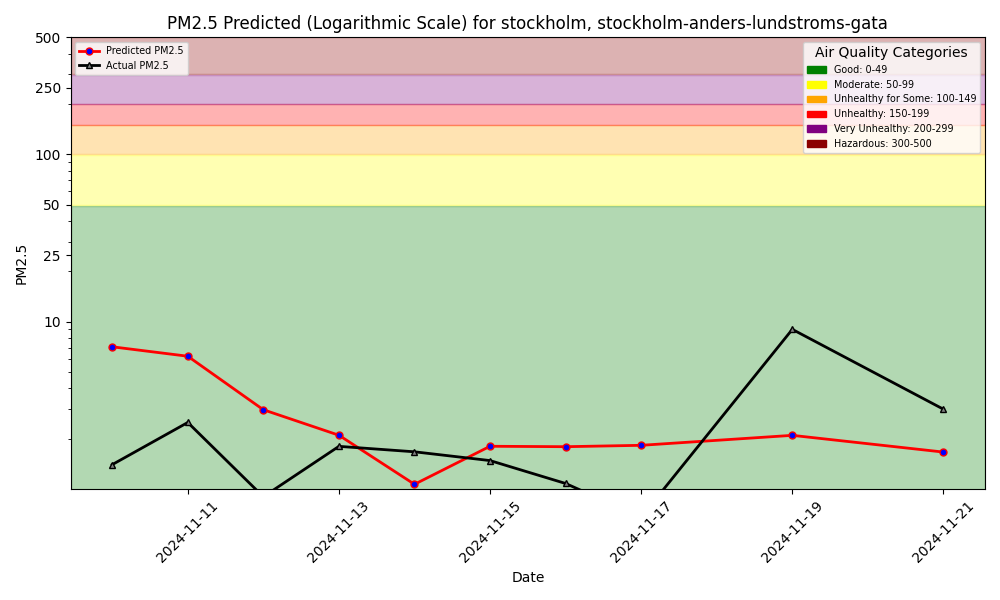 PM2.5 Predicted (Logarithmic Scale) for stockholm, stockholm-anders-lundstroms-gata
Predicted PM2.5
Actual PM2.5
Air Quality Categories
Good: 0-49
Moderate: 50-99
Unhealthy for Some: 100-149
Unhealthy: 150-199
Very Unhealthy: 200-299
Hazardous: 300-500
PM2.5
500
250
100
50
25
10
2024-11-11
2024-11-13
2024-11-15
2024-11-17
2024-11-19
2024-11-21
Date